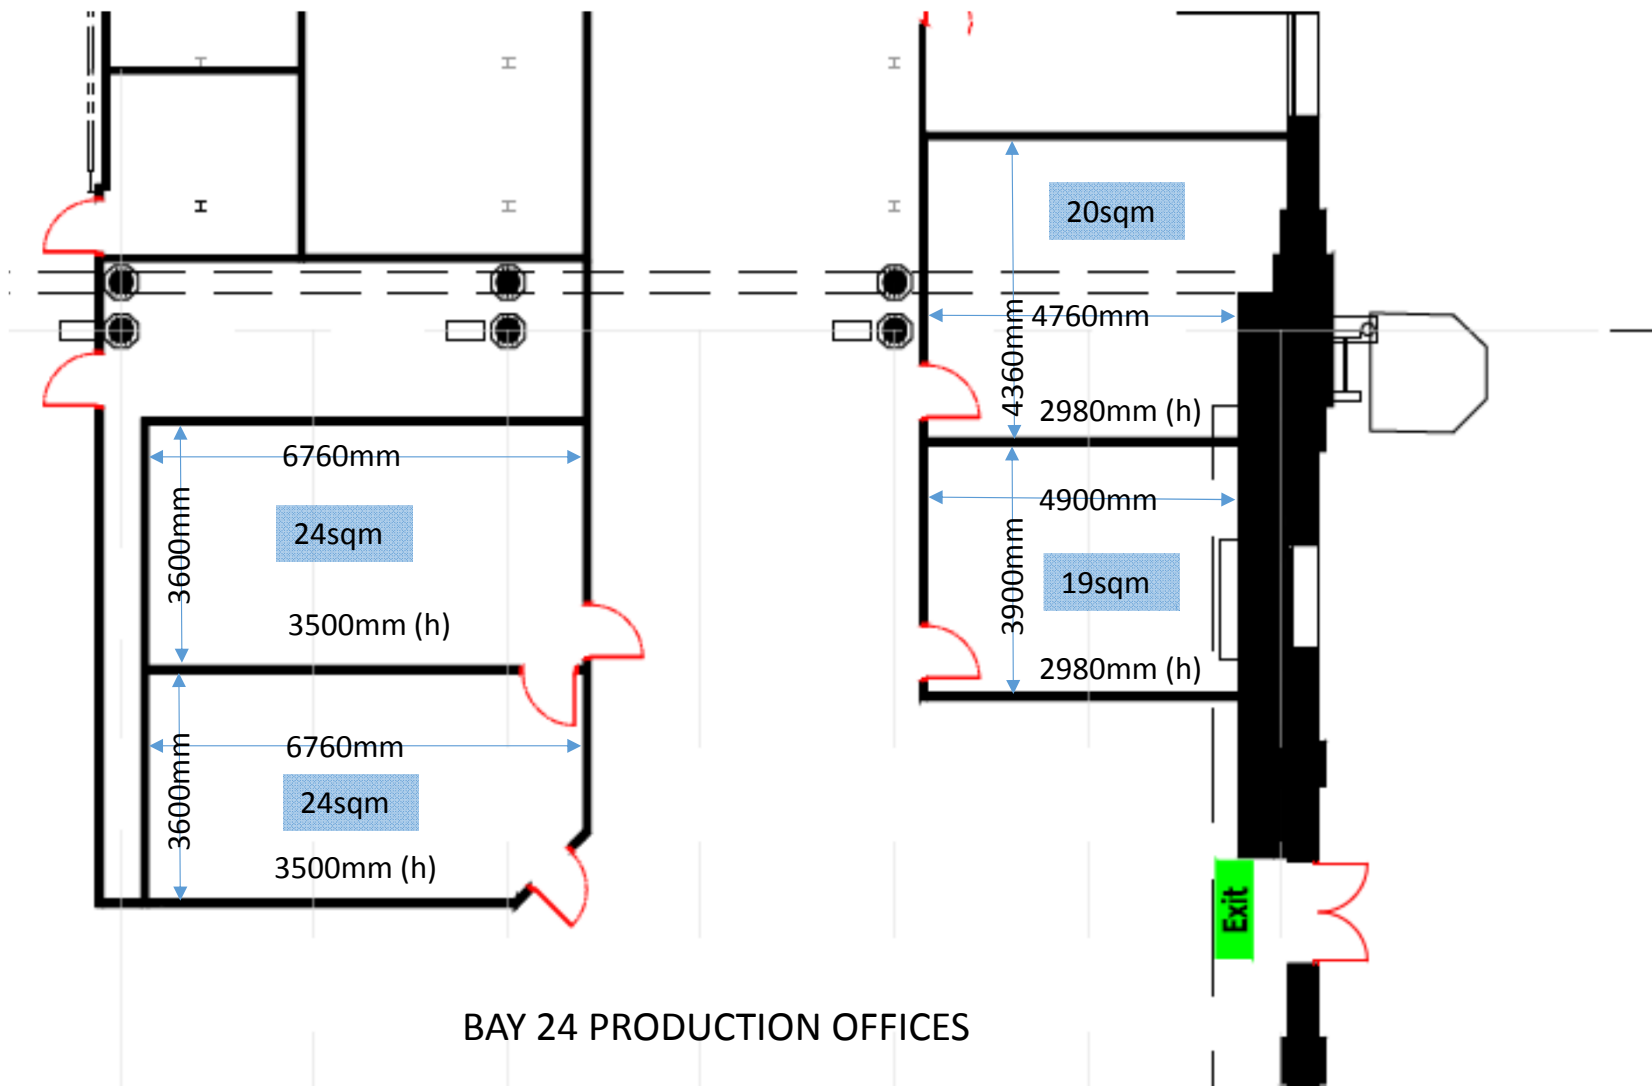 20sqm
4760mm
4360mm
2980mm (h)
6760mm
3600mm
24sqm
3500mm (h)
4900mm
3900mm
19sqm
2980mm (h)
6760mm
3600mm
24sqm
3500mm (h)
Exit
BAY 24 PRODUCTION OFFICES